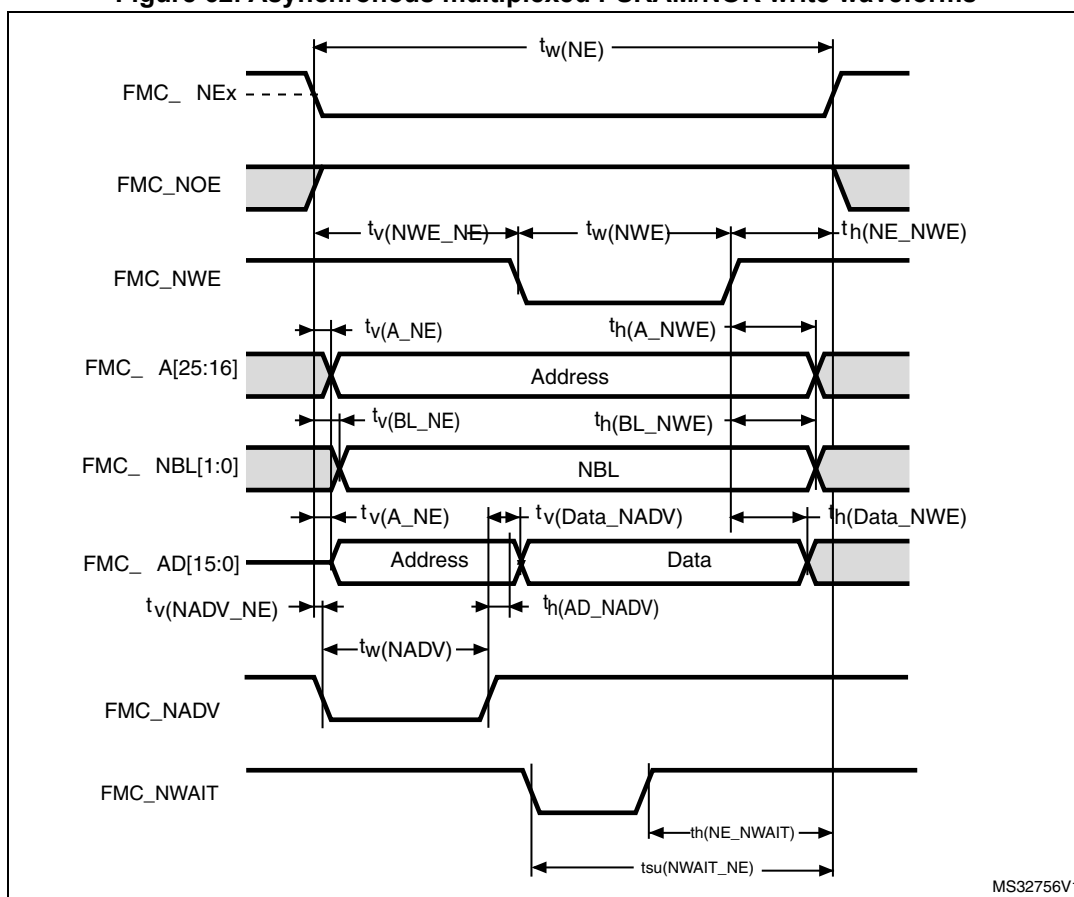 Asynchronous multiplexed PSRAM/NOR write waveforms
tw(NE)
FMC_ NEx
FMC_NOE
tv(NWE_NE) tw(NWE) th(NE_NWE)
FMC_NWE
tv(A_NE) th(A_NWE)
FMC_ A[25:16] Address
tv(BL_NE) th(BL_NWE)
FMC_ NBL[1:0] NBL
tv(A_NE) tv(Data_NADV) th(Data_NWE)
FMC_ AD[15:0] Address Data
tv(NADV_NE) th(AD_NADV)
tw(NADV)
FMC_NADV
FMC_NWAIT
th(NE_NWAIT)
tsu(NWAIT_NE)